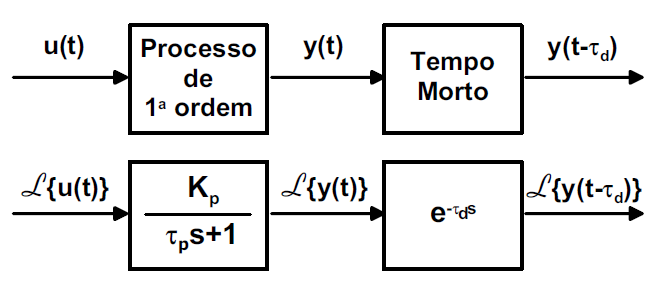 u(t)
Processo
de
1ª ordem
y(t)
Tempo
Morto
y(t-τd)
ℒ{u(t)}
Kp
τps+1
ℒ{y(t)}
e-τds
ℒ{y(t-τd)}